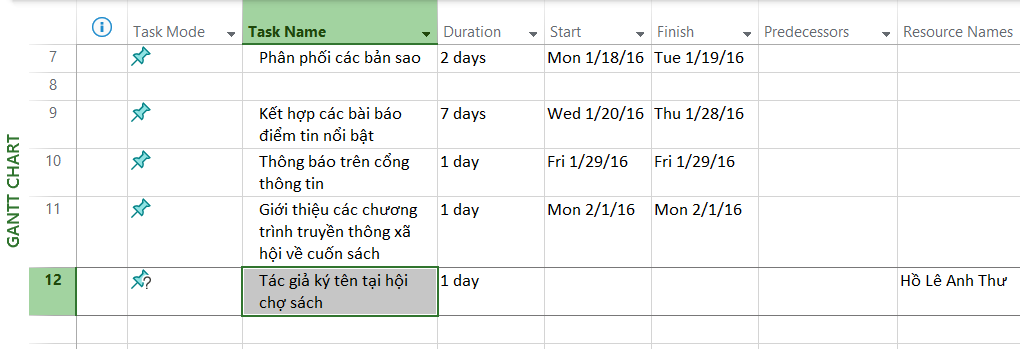 Task Mode Task Name Duration Start Finish Predecessors Resource Names
7 Phân phối các bản sao 2 days Mon 1/18/16 Tue 1/19/16
8
9 Kết hợp các bài báo 7 days Wed 1/20/16 Thu 1/28/16
điểm tin nổi bật
10 Thông báo trên cổng 1 day Fri 1/29/16 Fri 1/29/16
thông tin
11 Giới thiệu các chương 1 day Mon 2/1/16 Mon 2/1/16
trình truyền thông xã
hội về cuốn sách
12 Tác giả ký tên tại hội 1 day Hồ Lê Anh Thư
chợ sách
GANTT CHART